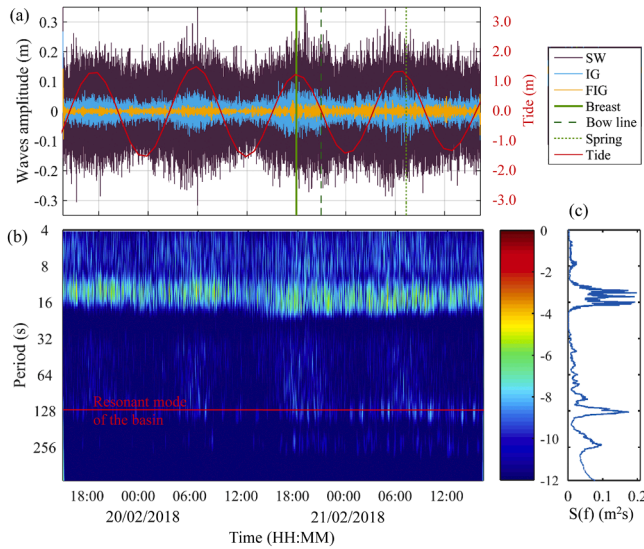 (a)
0.3
0.2
0.1
0
-0.1
-0.2
-0.3
Waves amplitude (m)
3.0
2.0
1.0
0.0
-1.0
-2.0
-3.0
Tide (m)
SW
IG
FIG
Breast
Bow line
Spring
Tide
(b)
4
8
16
32
64
128
256
Period (s)
Resonant mode
of the basin
18:00 00:00 06:00 12:00 18:00 00:00 06:00 12:00
20/02/2018 21/02/2018
Time (HH:MM)
0
-2
-4
-6
-8
-10
-12
(c)
0 0.1 0.2
S(f) (m²s)